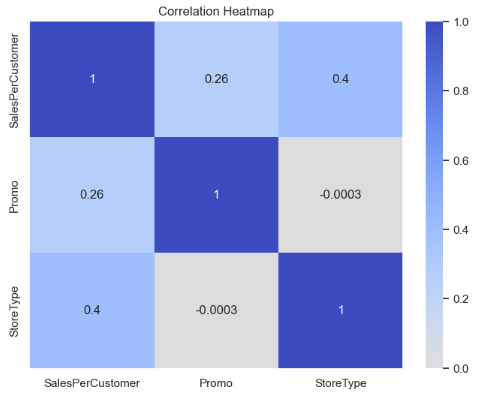 Correlation Heatmap
SalesPerCustomer
1
0.26
0.4
Promo
0.26
1
-0.0003
StoreType
0.4
-0.0003
1
SalesPerCustomer
Promo
StoreType
1.0
0.8
0.6
0.4
0.2
0.0